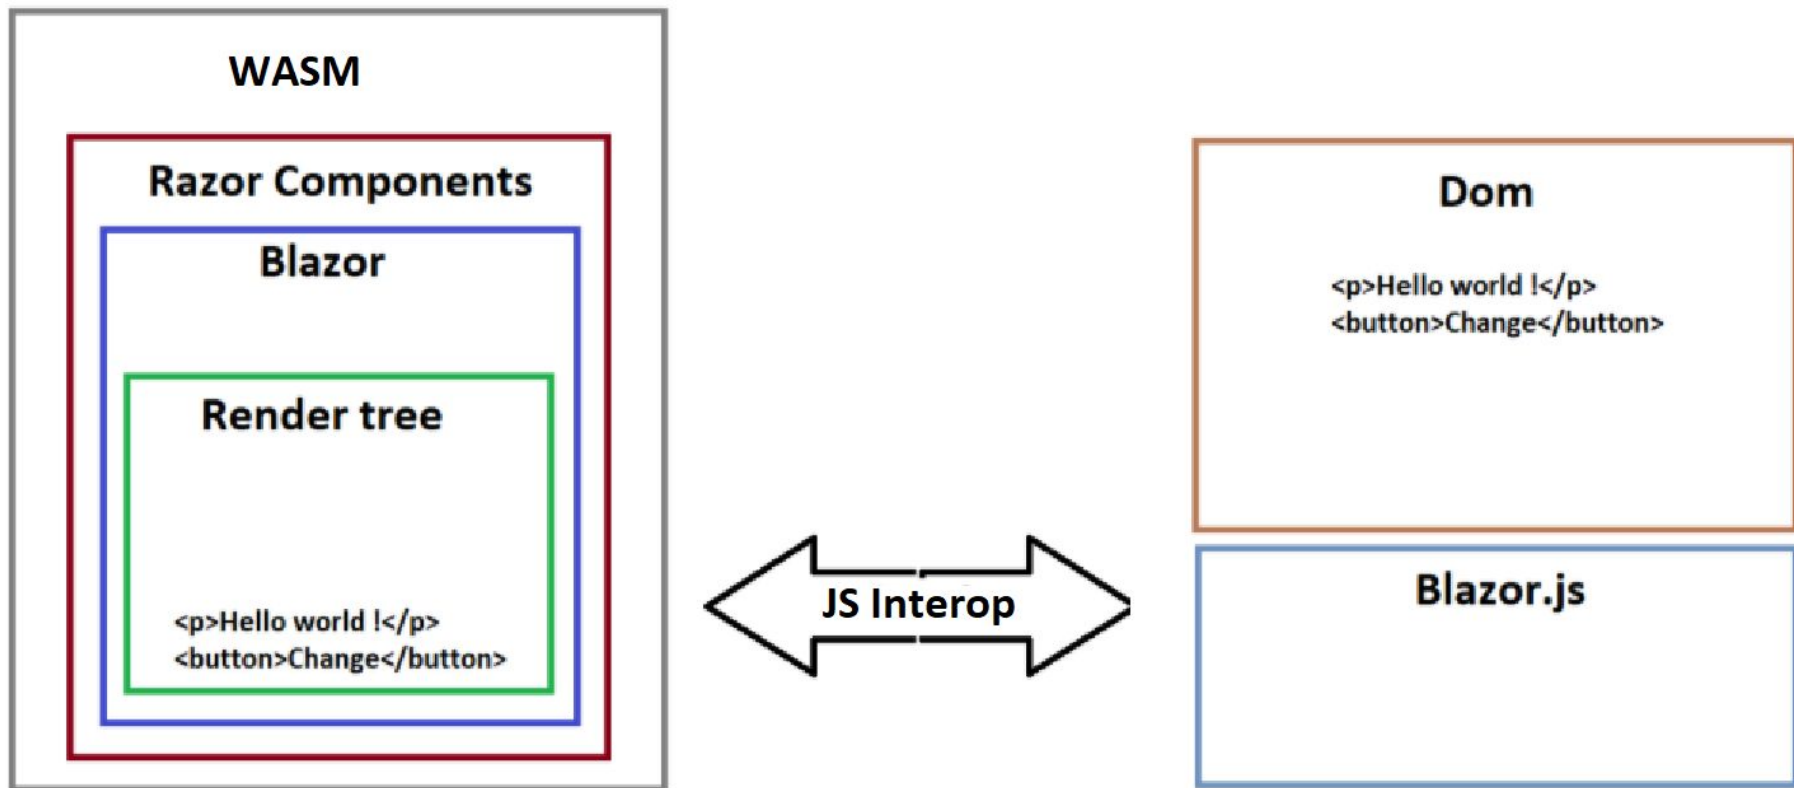 WASM
Razor Components
Blazor
Render tree
<p>Hello world !</p>
<button>Change</button>
JS Interop
Dom
<p>Hello world !</p>
<button>Change</button>
Blazor.js